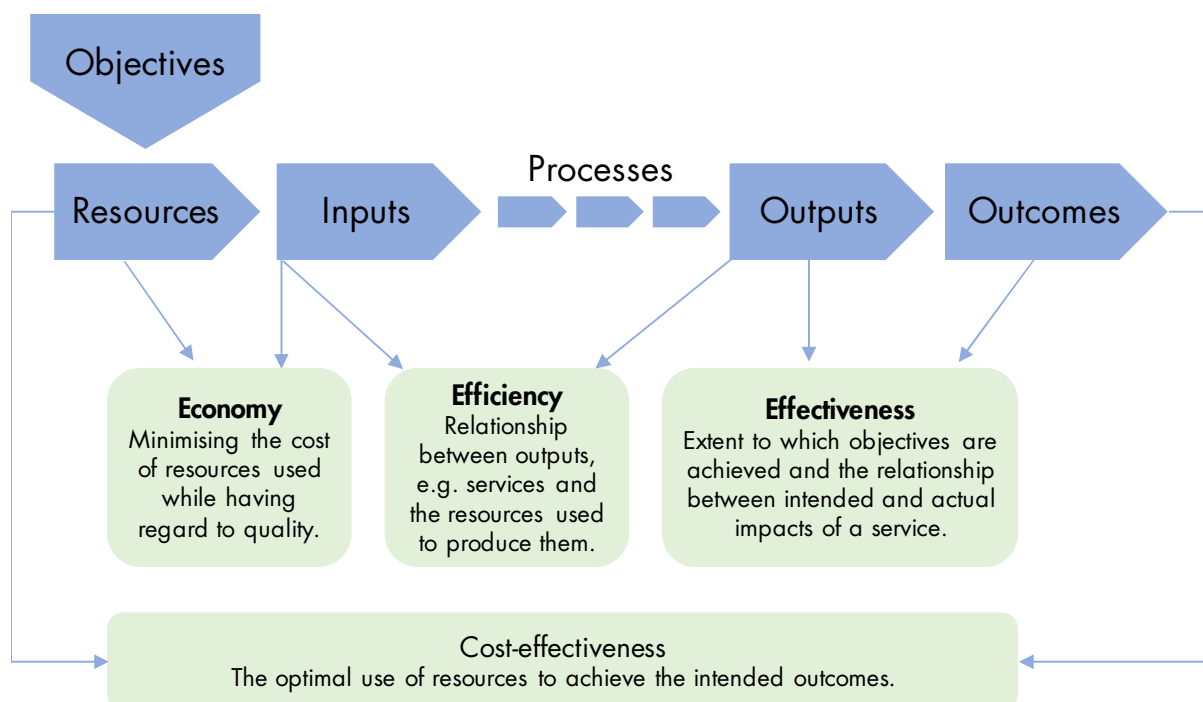 Objectives
Processes
Resources
Inputs
Outputs
Outcomes
Economy
Minimising the cost
of resources used
while having
regard to quality.
Efficiency
Relationship
between outputs,
e.g. services and
the resources used
to produce them.
Effectiveness
Extent to which objectives are
achieved and the relationship
between intended and actual
impacts of a service.
Cost-effectiveness
The optimal use of resources to achieve the intended outcomes.